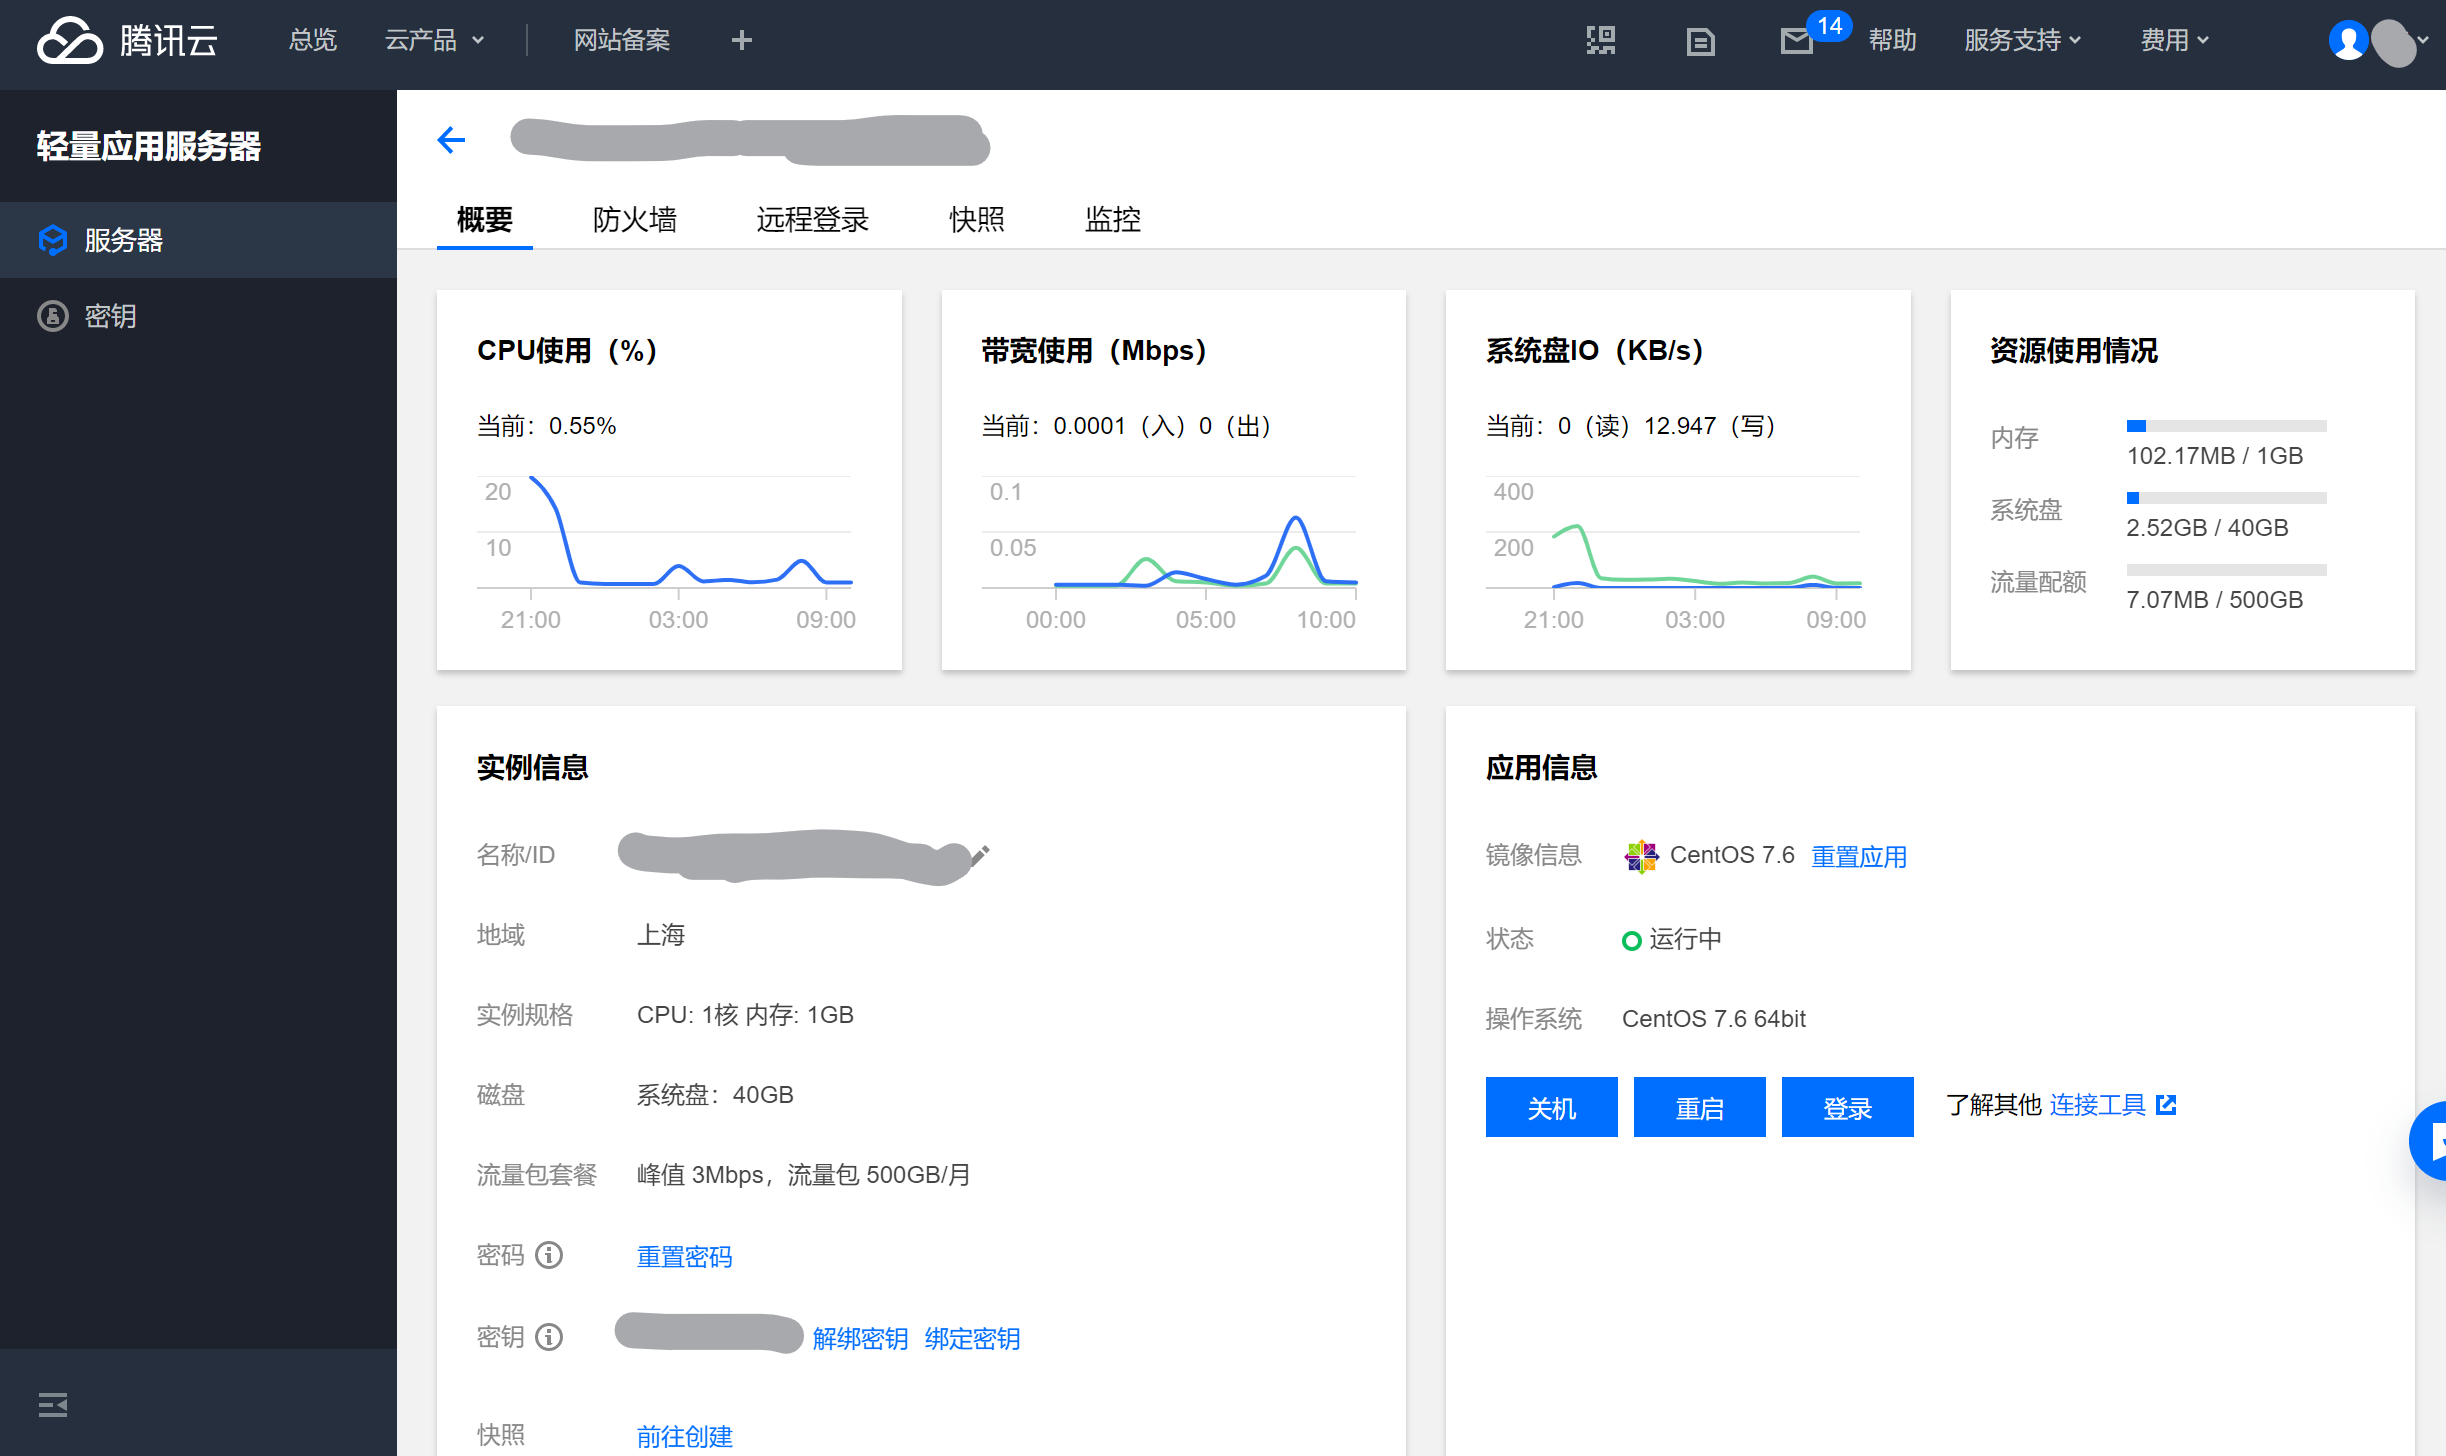 腾讯云
总览
云产品
网站备案
14
帮助
服务支持
费用
轻量应用服务器
服务器
密钥
概要
防火墙
远程登录
快照
监控
CPU使用（%）
当前：0.55%
20
10
21:00
03:00
09:00
带宽使用（Mbps）
当前：0.0001（入）0（出）
0.1
0.05
00:00
05:00
10:00
系统盘IO（KB/s）
当前：0（读）12.947（写）
400
200
21:00
03:00
09:00
资源使用情况
内存
102.17MB / 1GB
系统盘
2.52GB / 40GB
流量配额
7.07MB / 500GB
实例信息
名称/ID
地域
上海
实例规格
CPU: 1核 内存: 1GB
磁盘
系统盘：40GB
流量包套餐
峰值 3Mbps，流量包 500GB/月
密码
重置密码
密钥
解绑密钥 绑定密钥
快照
前往创建
应用信息
镜像信息
CentOS 7.6 重置应用
状态
运行中
操作系统
CentOS 7.6 64bit
关机
重启
登录
了解其他 连接工具